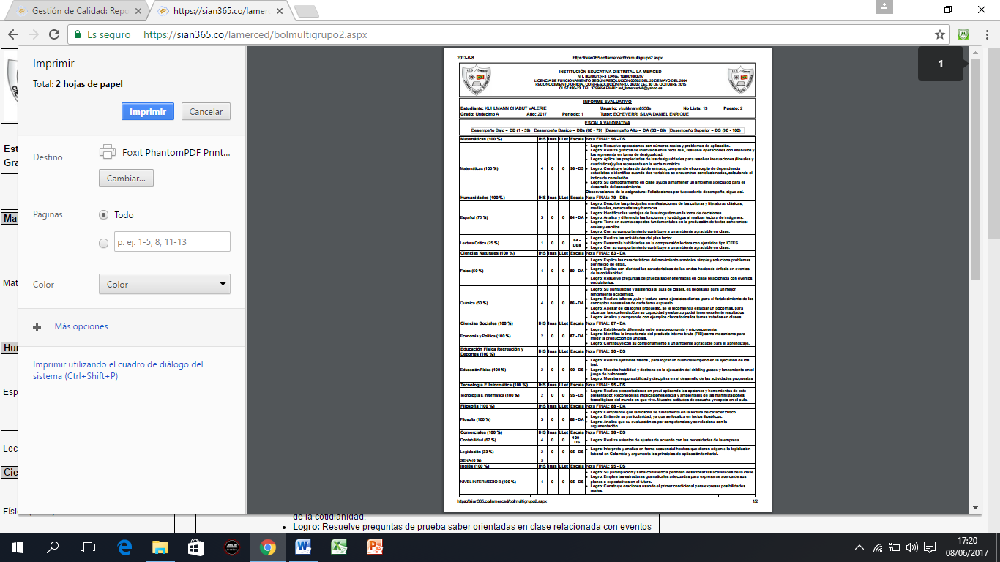 Gestión de Calidad: Repo
https://sian365.co/lamerc
Es seguro https://sian365.co/lamerced/bolmultigrupo2.aspx
Imprimir
Total: 2 hojas de papel
Imprimir Cancelar
Destino Foxit PhantomPDF Print...
Cambiar...
Páginas Todo
p. ej. 1-5, 8, 11-13
Color Color
Más opciones
Imprimir utilizando el cuadro de diálogo del
sistema (Ctrl+Shift+P)
1
2017-6-8 https://sian365.co/lamerced/bolmultigrupo2.aspx
INSTITUCIÓN EDUCATIVA DISTRITAL LA MERCED
NIT. 802002124-3 DANE. 108001003297
LICENCIA DE FUNCIONAMIENTO SEGÚN RESOLUCION 00502 DEL 20 DE MAYO DEL 2004
RECONOCIMIENTO OFICIAL CON RESOLUCIÓN NRO. 06202 DEL 30 DE OCTUBRE 2015
CL 57 #30-23 TEL. 3799654 EMAIL: ied_lamerced46@yahoo.es
INFORME EVALUATIVO
Estudiante: KUHLMANN CHABUT VALERIE Usuario: vkuhlmann8558e No Lista: 13 Puesto: 2
Grado: Undecimo A Año: 2017 Periodo: 1 Tutor: ECHEVERRI SILVA DANIEL ENRIQUE
ESCALA VALORATIVA
Desempeño Bajo = DB (1 - 59) Desempeño Basico = DBs (60 - 79) Desempeño Alto = DA (80 - 89) Desempeño Superior = DS (90 - 100)
Matemáticas (100 %) IHS Inas LLet Escala Nota FINAL: 96 - DS
Matemáticas (100 %) 4 0 0 96 - DS
Logro: Resuelve operaciones con números reales y problemas de aplicación.
Logro: Realiza gráficas de intervalos en la recta real, resuelve operaciones con intervalos y
los representa en forma de desigualdad.
Logro: Aplica las propiedades de las desigualdades para resolver inecuaciones (lineales y
cuadráticas) y las representa en la recta numérica.
Logro: Construye tablas de doble entrada, comprende el concepto de dependencia
estadística e identifica cuando dos variables se encuentran correlacionadas, calculando el
índice de correlación.
Logro: Su comportamiento en clase ayuda a mantener un ambiente adecuado para el
desarrollo del conocimiento.
Observaciones de la asignatura: Felicitaciones por tu excelente desempeño, sigue así.
Humanidades (100 %) IHS Inas LLet Escala Nota FINAL: 79 - DBs
Español (75 %) 3 0 0 84 - DA
Logro: Describe las principales manifestaciones de las culturas y literaturas clásicas,
medievales, renacentistas y barrocas.
Logro: Identificar las ventajas de la autogestion en la toma de decisiones.
Logro: Analiza y diferencia las funciones y lo códigos al realizar lectura de imágenes.
Logro: Tiene en cuenta aspectos fundamentales en la producción de textos coherentes:
orales y escritos.
Logro: Con su comportamiento contribuye a un ambiente agradable en clase.
Lectura Critica (25 %) 1 0 0 64 - DBs
Logro: Realiza las actividades del plan lector.
Logro: Desarrolla habilidades en la comprensión lectora con ejercicios tipo ICFES.
Logro: Con su comportamiento contribuye a un ambiente agradable en clase.
Ciencias Naturales (100 %) IHS Inas LLet Escala Nota FINAL: 83 - DA
Física (50 %) 4 0 0 80 - DA
Logro: Explica las características del movimiento armónico simple y soluciona problemas
por medio de estas.
Logro: Explica con claridad las características de las ondas haciendo énfasis en eventos
de la cotidianidad.
Logro: Resuelve preguntas de prueba saber orientadas en clase relacionada con eventos
ondulatorios.
Química (50 %) 4 0 0 86 - DA
Logro: Su puntualidad y asistencia al aula de clases, es necesaria para un mejor
rendimiento académico.
Logro: Realiza talleres ,quis y lectura como ejercicios diarios ,para el fortalecimiento de los
conceptos necesarios de cada tema expuesto.
Logro: Apesar de los logros propuesto, se le recomienda estudiar un poco mas, para
alcanzar la excelencia.Con su capacidad y esfuerzo podrá tener excelente resultados
Logro: Analiza y comprende con ejemplos claros todos los temas tratados en clases.
Ciencias Sociales (100 %) IHS Inas LLet Escala Nota FINAL: 87 - DA
Economía y Política (100 %) 2 0 0 87 - DA
Logro: Establece la diferencia entre macroeconomía y microeconomía.
Logro: Identifica la importancia del producto interno bruto (PIB) como mecanismo para
medir la producción de un país.
Logro: Contribuye con su comportamiento a un ambiente agradable para el aprendizaje.
Educación Física Recreación y
Deportes (100 %) IHS Inas LLet Escala Nota FINAL: 90 - DS
Educación Física (100 %) 2 0 0 90 - DS
Logro: Realiza ejercicios físicos , para lograr un buen desempeño en la ejecución de los
test.
Logro: Muestra habilidad y destreza en la ejecución del dribling ,pases y lanzamiento en el
juego de baloncesto
Logro: Muestra responsabilidad y disciplina en el desarrollo de las actividades propuestas
Tecnología E Informática (100 %) IHS Inas LLet Escala Nota FINAL: 95 - DS
Tecnología E Informática (100 %) 2 0 0 95 - DS
Logro: Realiza presentaciones en prezi aplicando las opciones y herramientas de este
presentador. Reconoce las implicaciones éticas y ambientales de las manifestaciones
tecnológicas del mundo en que vive. Muestra actitudes de escucha y respeto en el aula.
Filosofía (100 %) IHS Inas LLet Escala Nota FINAL: 88 - DA
Filosofía (100 %) 3 0 0 88 - DA
Logro: Comprende que la filosofía se fundamenta en la lectura de carácter crítico.
Logro: Entiende su particularidad, ya que se focaliza en textos filosóficos.
Logro: Analiza que su evaluación es por competencias y se relaciona con la
argumentación.
Comerciales (100 %) IHS Inas LLet Escala Nota FINAL: 98 - DS
Contabilidad (67 %) 4 0 0 100 - DS
Logro: Realiza asientos de ajustes de acuerdo con las necesidades de la empresa.
Legislación (33 %) 2 0 0 95 - DS
Logro: Interpreta y analiza en forma secuencial hechos que dieron origen a la legislación
laboral en Colombia y argumenta los principios de aplicación territorial.
SENA (0 %) 5
Inglés (100 %) IHS Inas LLet Escala Nota FINAL: 95 - DS
NIVEL INTERMEDIO B (100 %) 4 0 0 95 - DS
Logro: Su participación y sana convivencia permiten desarrollar las actividades de la clase.
Logro: Emplea las estructuras gramaticales adecuadas para expresarse acerca de sus
planes o expectativas en el futuro.
Logro: Construye oraciones usando el primer condicional para expresar posibilidades
reales.
https://sian365.co/lamerced/bolmultigrupo2.aspx 1/2
Est
Gra
Mat
Mat
Hur
Esp
Lec
Cie
Físi
de la cotidianidad.
Logro: Resuelve preguntas de prueba saber orientadas en clase relacionada con eventos
17:20
08/06/2017